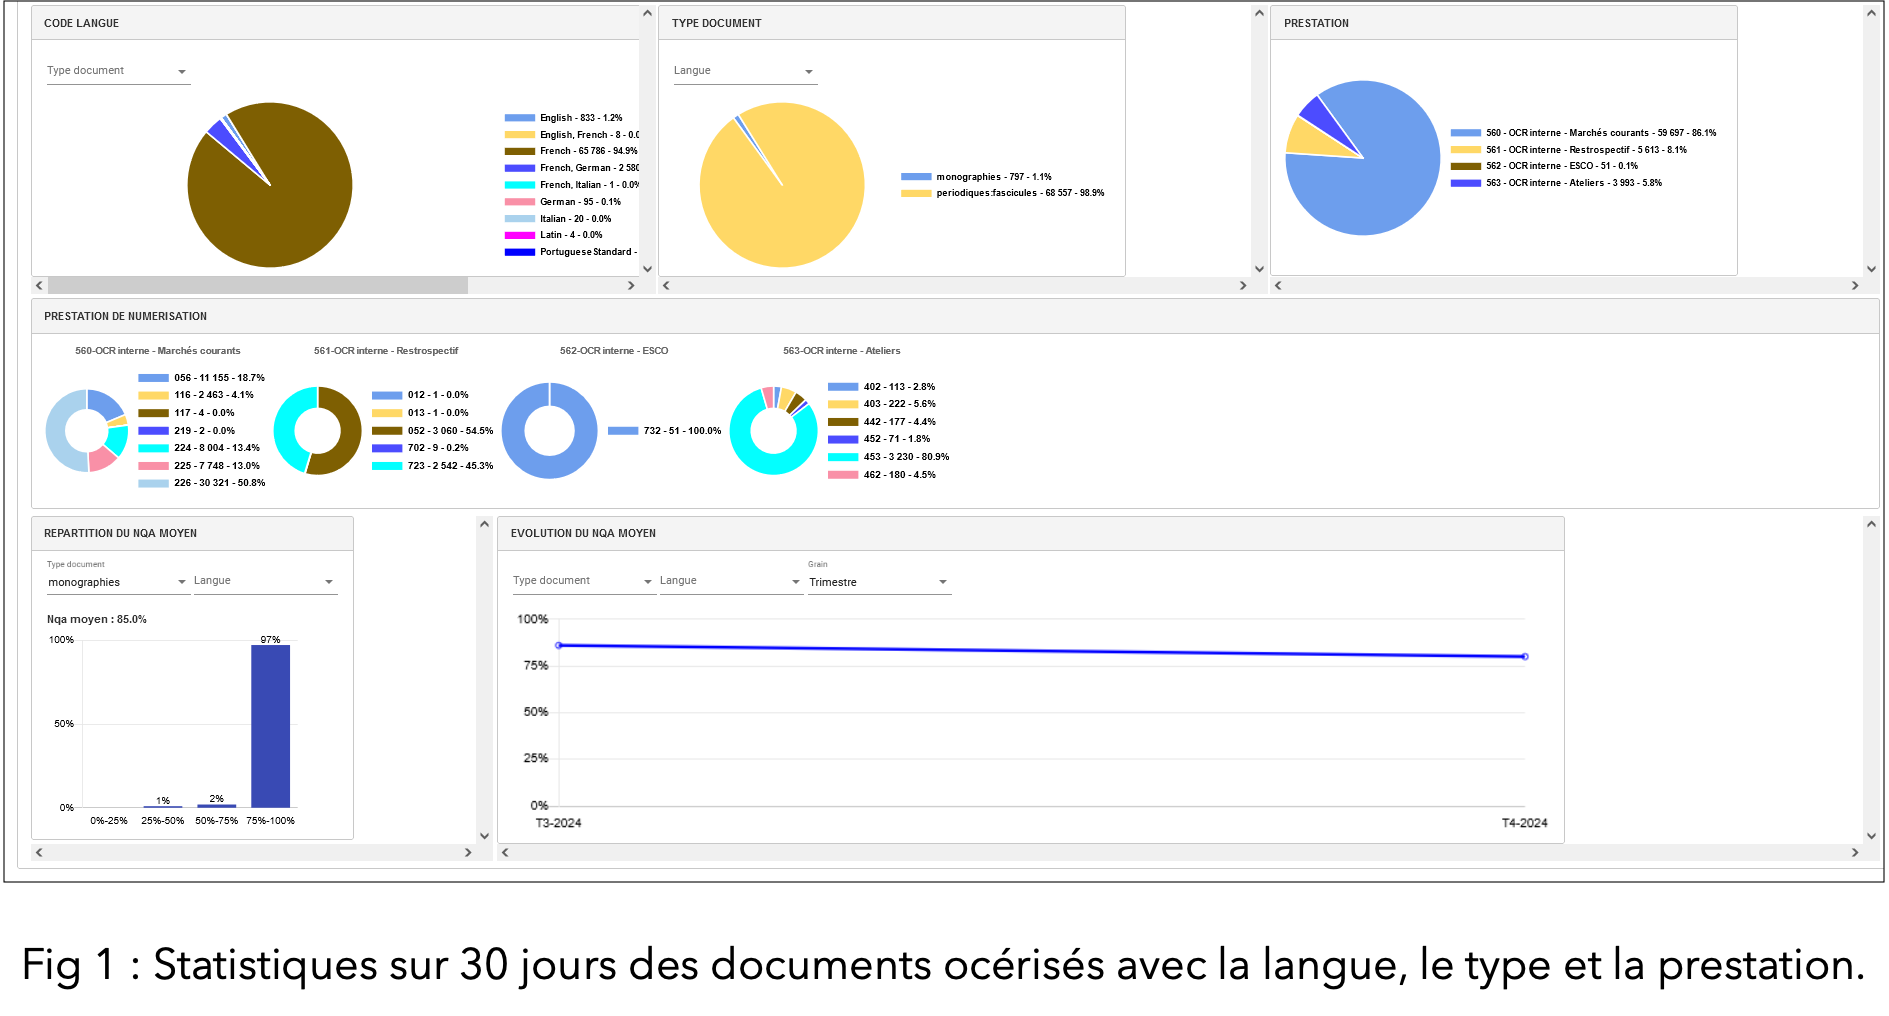 CODE LANGUE
Type document
English - 833 - 1.2%
English, French - 8 - 0.0
French - 65 786 - 94.9%
French, German - 2 580
French, Italian - 1 - 0.0%
German - 95 - 0.1%
Italian - 20 - 0.0%
Latin - 4 - 0.0%
Portuguese Standard -
TYPE DOCUMENT
Langue
monographies - 797 - 1.1%
periodiques:fascicules - 68 557 - 98.9%
PRESTATION
560 - OCR interne - Marchés courants - 59 697 - 86.1%
561 - OCR interne - Restrospectif - 5 613 - 8.1%
562 - OCR interne - ESCO - 51 - 0.1%
563 - OCR interne - Ateliers - 3 993 - 5.8%
PRESTATION DE NUMERISATION
560-OCR interne - Marchés courants
056 - 11 155 - 18.7%
116 - 2 463 - 4.1%
117 - 4 - 0.0%
219 - 2 - 0.0%
224 - 8 004 - 13.4%
225 - 7 748 - 13.0%
226 - 30 321 - 50.8%
561-OCR interne - Restrospectif
012 - 1 - 0.0%
013 - 1 - 0.0%
052 - 3 060 - 54.5%
702 - 9 - 0.2%
723 - 2 542 - 45.3%
562-OCR interne - ESCO
732 - 51 - 100.0%
563-OCR interne - Ateliers
402 - 113 - 2.8%
403 - 222 - 5.6%
442 - 177 - 4.4%
452 - 71 - 1.8%
453 - 3 230 - 80.9%
462 - 180 - 4.5%
REPARTITION DU NQA MOYEN
Type document
monographies
Langue
Nqa moyen : 85.0%
100%
50%
0%
1%
2%
97%
0%-25%
25%-50%
50%-75%
75%-100%
EVOLUTION DU NQA MOYEN
Type document
Langue
Grain
Trimestre
100%
75%
50%
25%
0%
T3-2024
T4-2024
Fig 1 : Statistiques sur 30 jours des documents océrisés avec la langue, le type et la prestation.